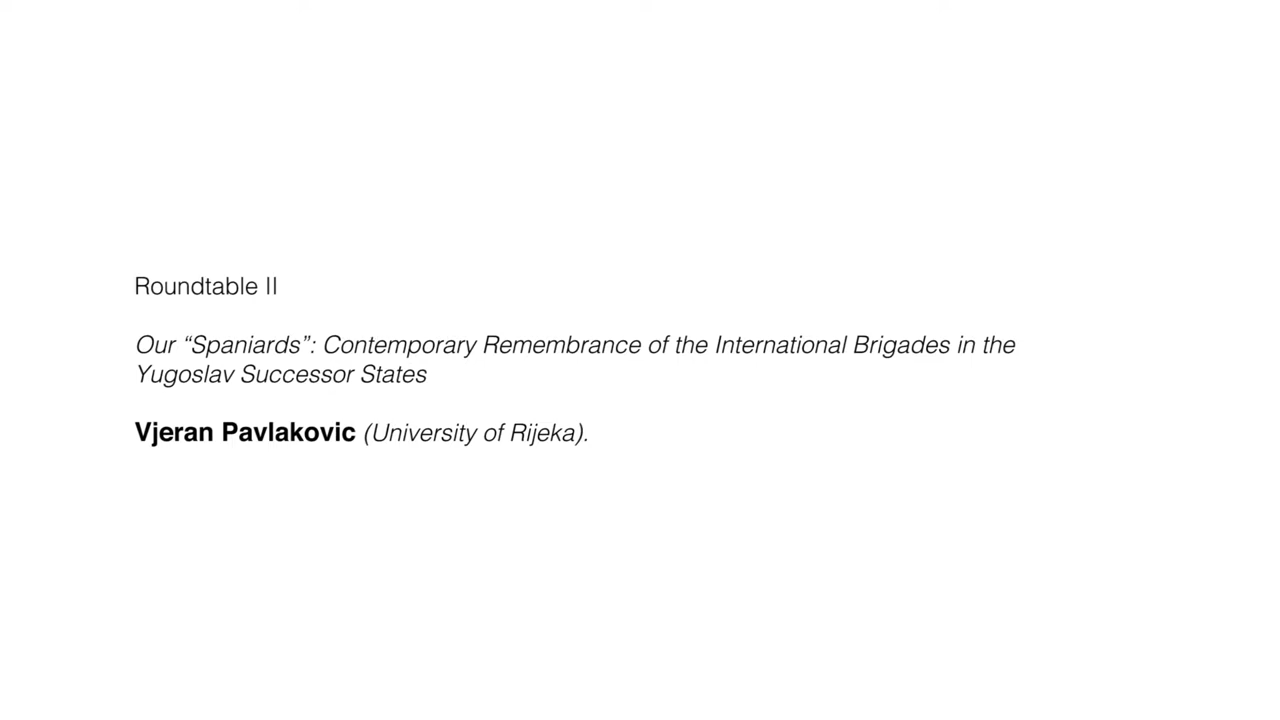 Roundtable II
Our “Spaniards”: Contemporary Remembrance of the International Brigades in the
Yugoslav Successor States
Vjeran Pavlakovic (University of Rijeka).